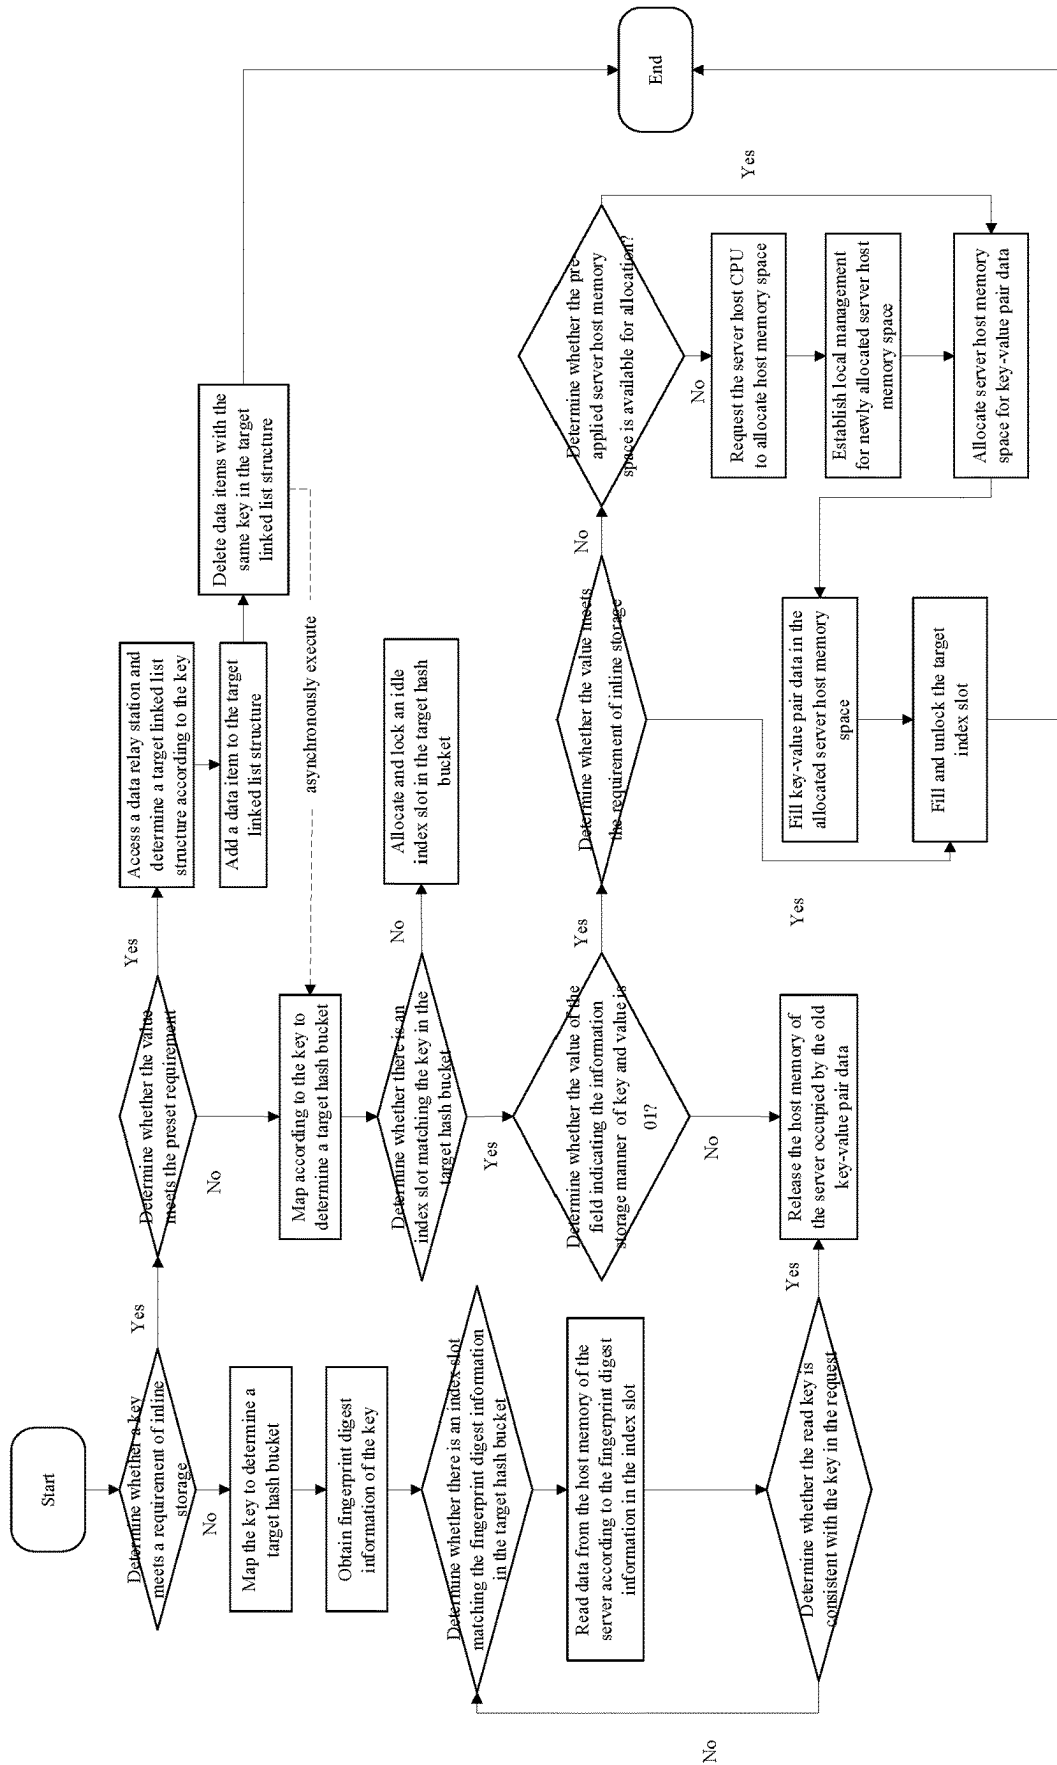 Start
Determine whether a key
meets a requirement of inline
storage
Yes
No
Map the key to determine a
target hash bucket
Obtain fingerprint digest
information of the key
Determine whether there is an index slot
matching the fingerprint digest information
in the target hash bucket
Read data from the host memory of the
server according to the fingerprint digest
information in the index slot
Determine whether the read key is
consistent with the key in the request
No
Yes
Determine whether the value
meets the preset requirement
Yes
No
Map according to the key to
determine a target hash bucket
Determine whether there is an
index slot matching the key in the
target hash bucket
No
Yes
Determine whether the value of the
field indicating the information
storage manner of key and value is
01?
Yes
No
Release the host memory of
the server occupied by the old
key-value pair data
Access a data relay station and
determine a target linked list
structure according to the key
Add a data item to the target
linked list structure
Delete data items with the
same key in the target
linked list structure
asynchronously execute
Allocate and lock an idle
index slot in the target hash
bucket
Determine whether the value meets
the requirement of inline storage
No
Yes
Fill key-value pair data in the
allocated server host memory
space
Fill and unlock the target
index slot
Determine whether the pre-
applied server host memory
space is available for allocation?
Yes
No
Request the server host CPU
to allocate host memory space
Establish local management
for newly allocated server host
memory space
Allocate server host memory
space for key-value pair data
End